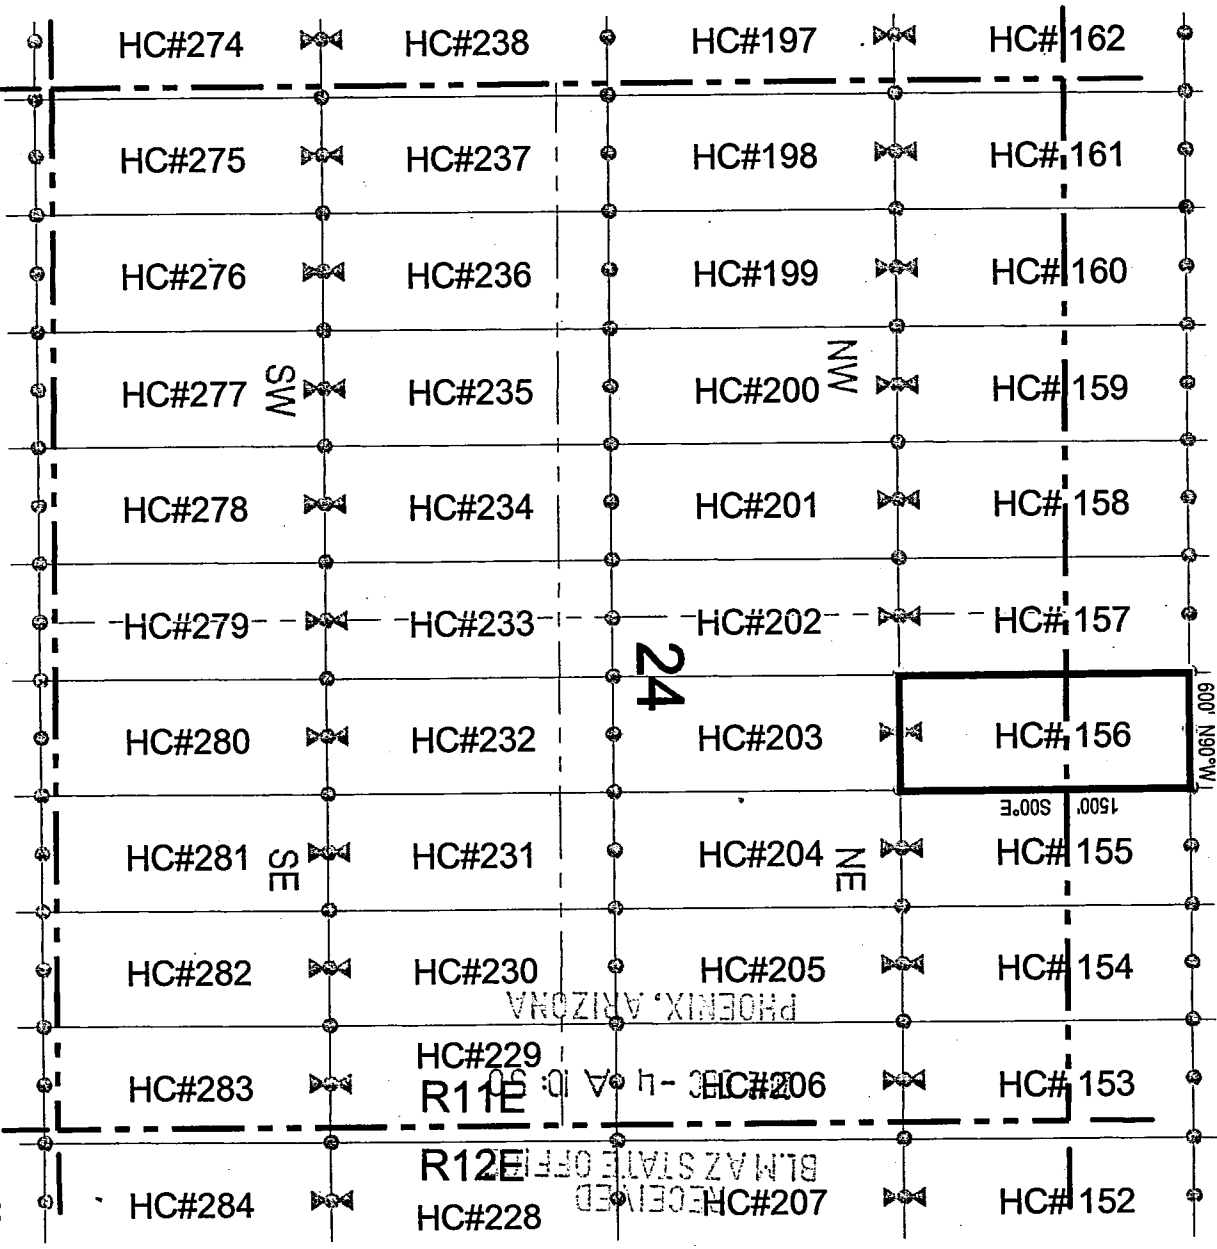 HC#274 HC#238 HC#197 HC# 162
HC#275 HC#237 HC#198 HC# 161
HC#276 HC#236 HC#199 HC# 160
NW
SW
HC#277 HC#235 HC#200 HC# 159
HC#278 HC#234 HC#201 HC# 158
HC#279 HC#233 HC#202 HC# 157
24
600' N90°W
HC#280 HC#232 HC#203 HC# 156
1500' S00°E
HC#281 HC#231 HC#204 HC# 155
SE
NE
HC#282 HC#230 HC#205 HC# 154
PHOENIX, ARIZONA
HC#229
HC#283 HC#206 HC# 153
R11E
R12E
BLM AZ STATE OFFICE
RECEIVED
HC#284 HC#228 HC#207 HC# 152